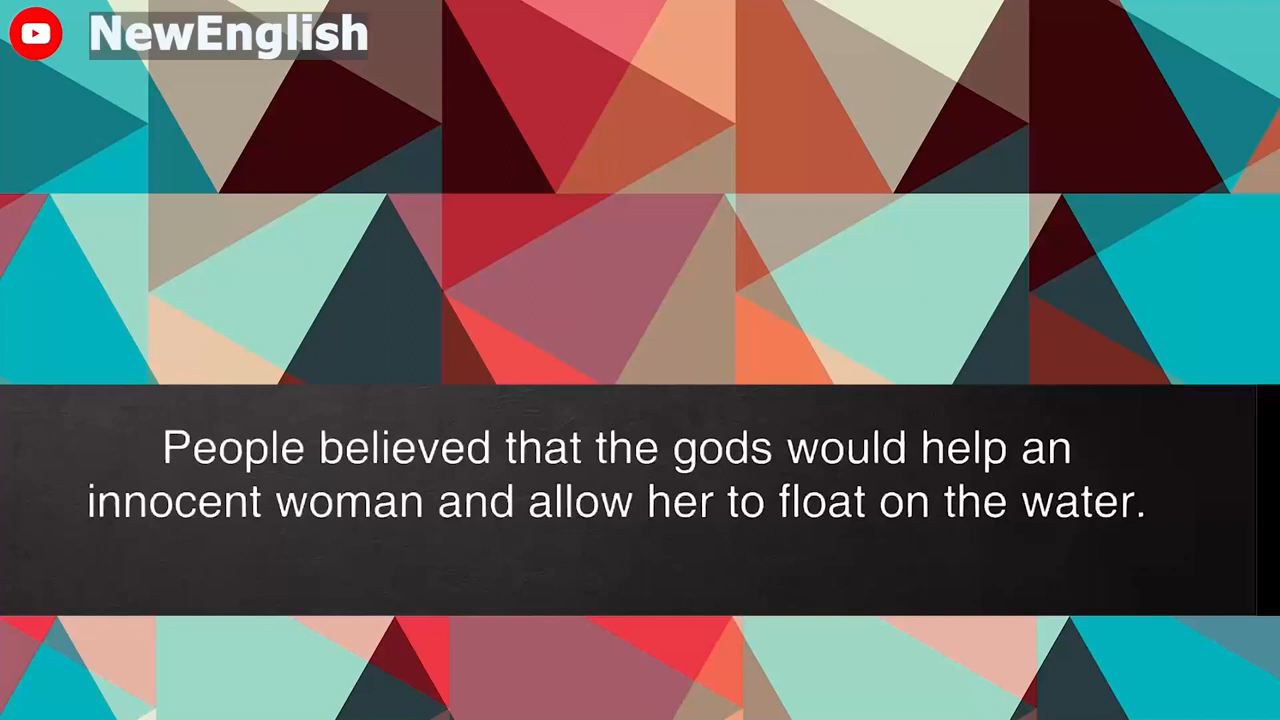 NewEnglish
People believed that the gods would help an
innocent woman and allow her to float on the water.